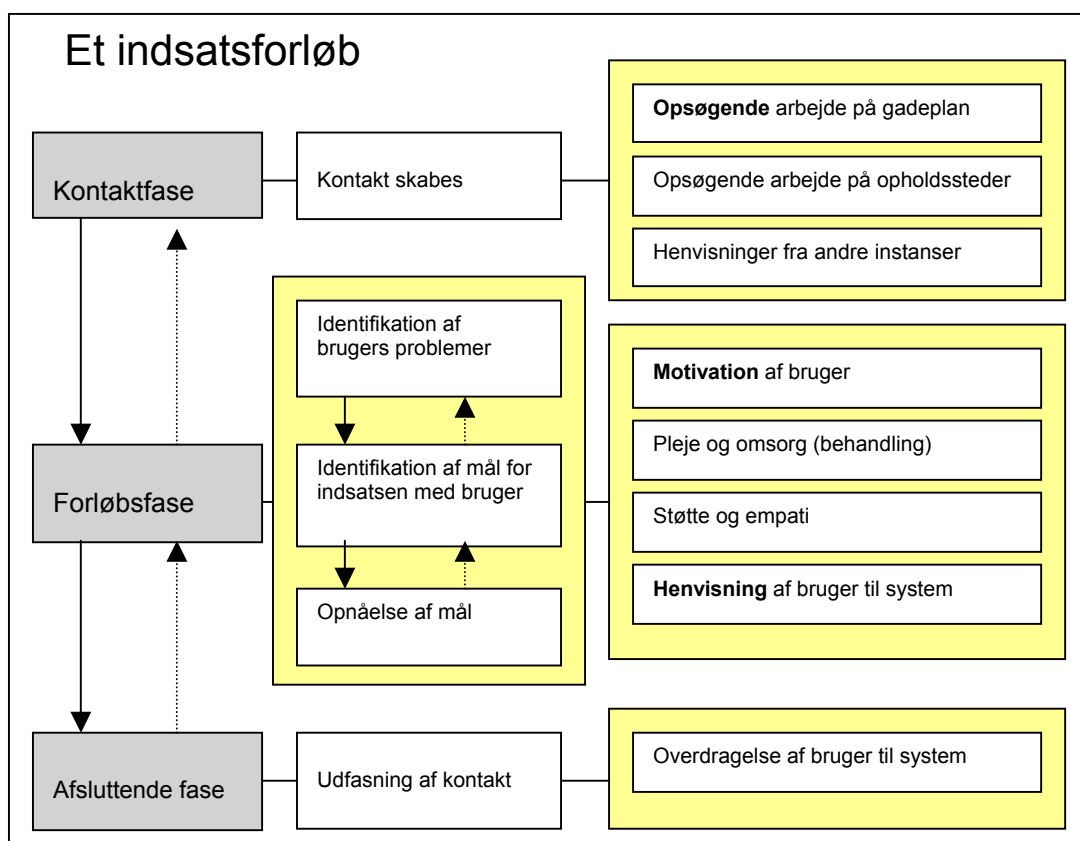 Et indsatsforløb
Kontaktfase
Kontakt skabes
Opsøgende arbejde på gadeplan
Opsøgende arbejde på opholdssteder
Henvisninger fra andre instanser
Forløbsfase
Identifikation af
brugers problemer
Identifikation af mål for
indsatsen med bruger
Opnåelse af mål
Motivation af bruger
Pleje og omsorg (behandling)
Støtte og empati
Henvisning af bruger til system
Afsluttende fase
Udfasning af kontakt
Overdragelse af bruger til system